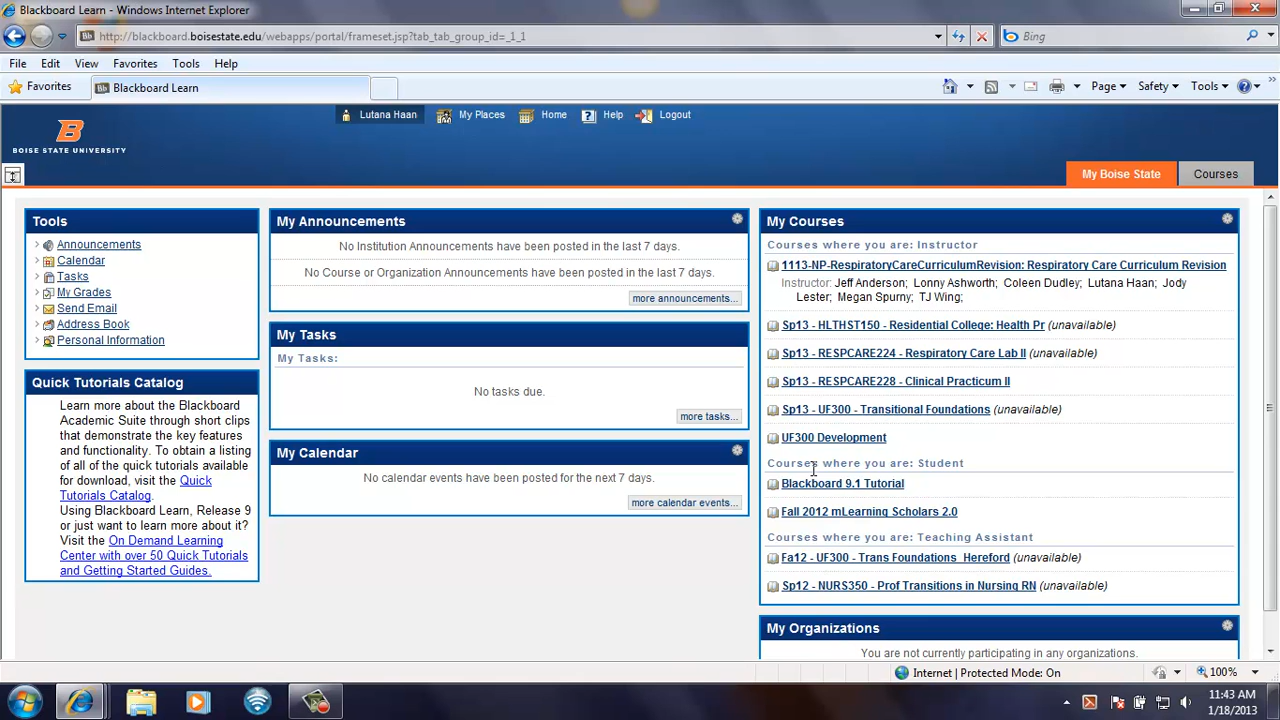 Blackboard Learn - Windows Internet Explorer
http://blackboard.boisestate.edu/webapps/portal/frameset.jsp?tab_tab_group_id=_1_1
Bing
File Edit View Favorites Tools Help
Favorites
Bb Blackboard Learn
Page Safety Tools
Lutana Haan My Places Home Help Logout
B
BOISE STATE UNIVERSITY
My Boise State Courses
Tools
Announcements
Calendar
Tasks
My Grades
Send Email
Address Book
Personal Information
Quick Tutorials Catalog
Learn more about the Blackboard
Academic Suite through short clips
that demonstrate the key features
and functionality. To obtain a listing
of all of the quick tutorials available
for download, visit the Quick
Tutorials Catalog.
Using Blackboard Learn, Release 9
or just want to learn more about it?
Visit the On Demand Learning
Center with over 50 Quick Tutorials
and Getting Started Guides.
My Announcements
No Institution Announcements have been posted in the last 7 days.
No Course or Organization Announcements have been posted in the last 7 days.
more announcements...
My Tasks
My Tasks:
No tasks due.
more tasks...
My Calendar
No calendar events have been posted for the next 7 days.
more calendar events...
My Courses
Courses where you are: Instructor
1113-NP-RespiratoryCareCurriculumRevision: Respiratory Care Curriculum Revision
Instructor: Jeff Anderson; Lonny Ashworth; Coleen Dudley; Lutana Haan; Jody
Lester; Megan Spurny; TJ Wing;
Sp13 - HLTHST150 - Residential College: Health Pr (unavailable)
Sp13 - RESPCARE224 - Respiratory Care Lab II (unavailable)
Sp13 - RESPCARE228 - Clinical Practicum II
Sp13 - UF300 - Transitional Foundations (unavailable)
UF300 Development
Courses where you are: Student
Blackboard 9.1 Tutorial
Fall 2012 mLearning Scholars 2.0
Courses where you are: Teaching Assistant
Fa12 - UF300 - Trans Foundations_Hereford (unavailable)
Sp12 - NURS350 - Prof Transitions in Nursing RN (unavailable)
My Organizations
You are not currently participating in any organizations.
Internet | Protected Mode: On
100%
11:43 AM
1/18/2013